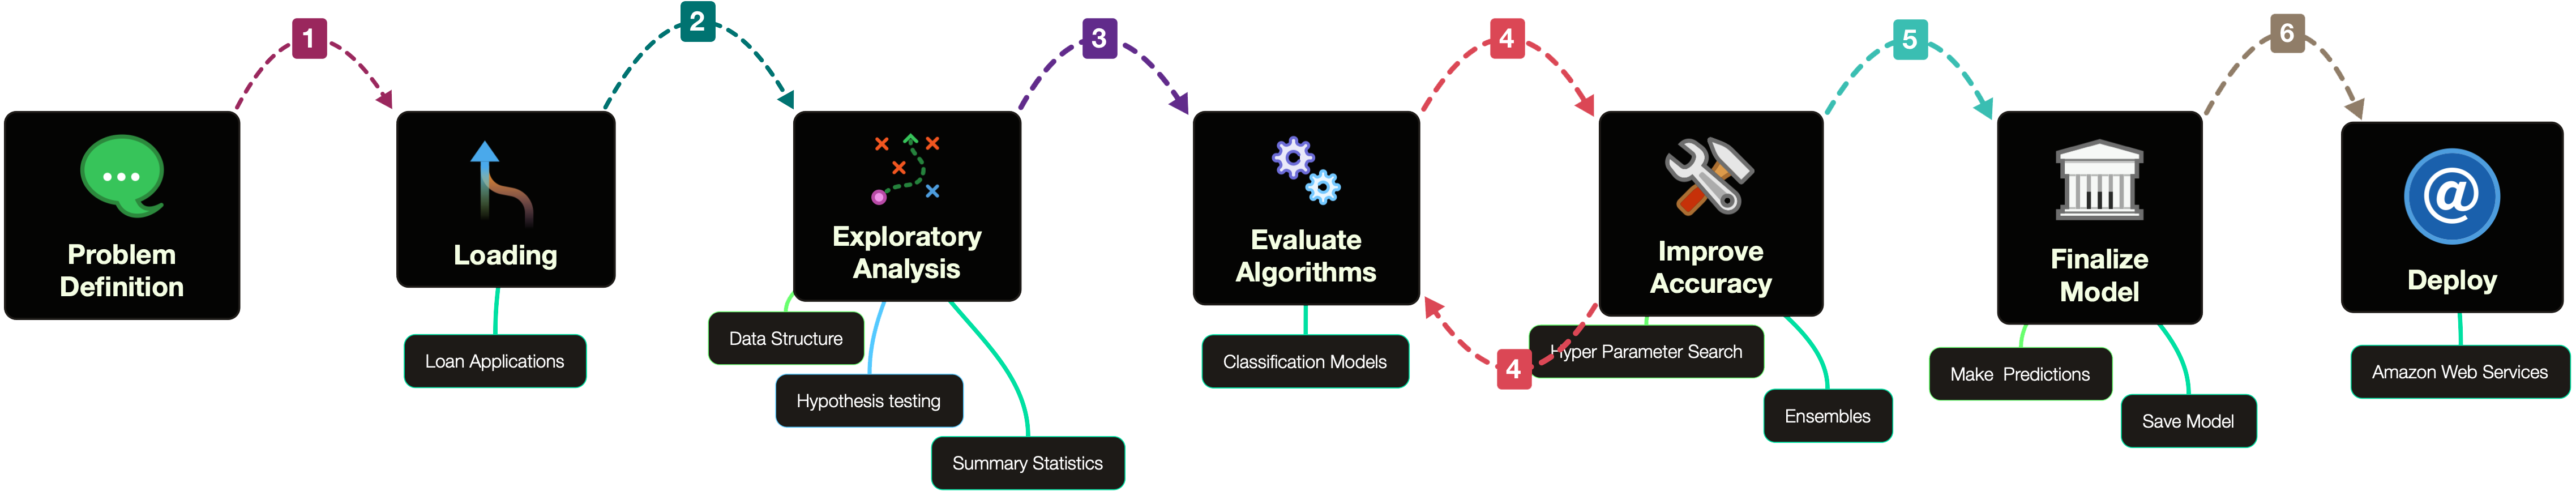 1
2
3
4
5
6
Problem
Definition
Loading
Exploratory
Analysis
Evaluate
Algorithms
Improve
Accuracy
Finalize
Model
@
Deploy
Loan Applications
Data Structure
Hypothesis testing
Summary Statistics
Classification Models
4
Hyper Parameter Search
Ensembles
Make Predictions
Save Model
Amazon Web Services